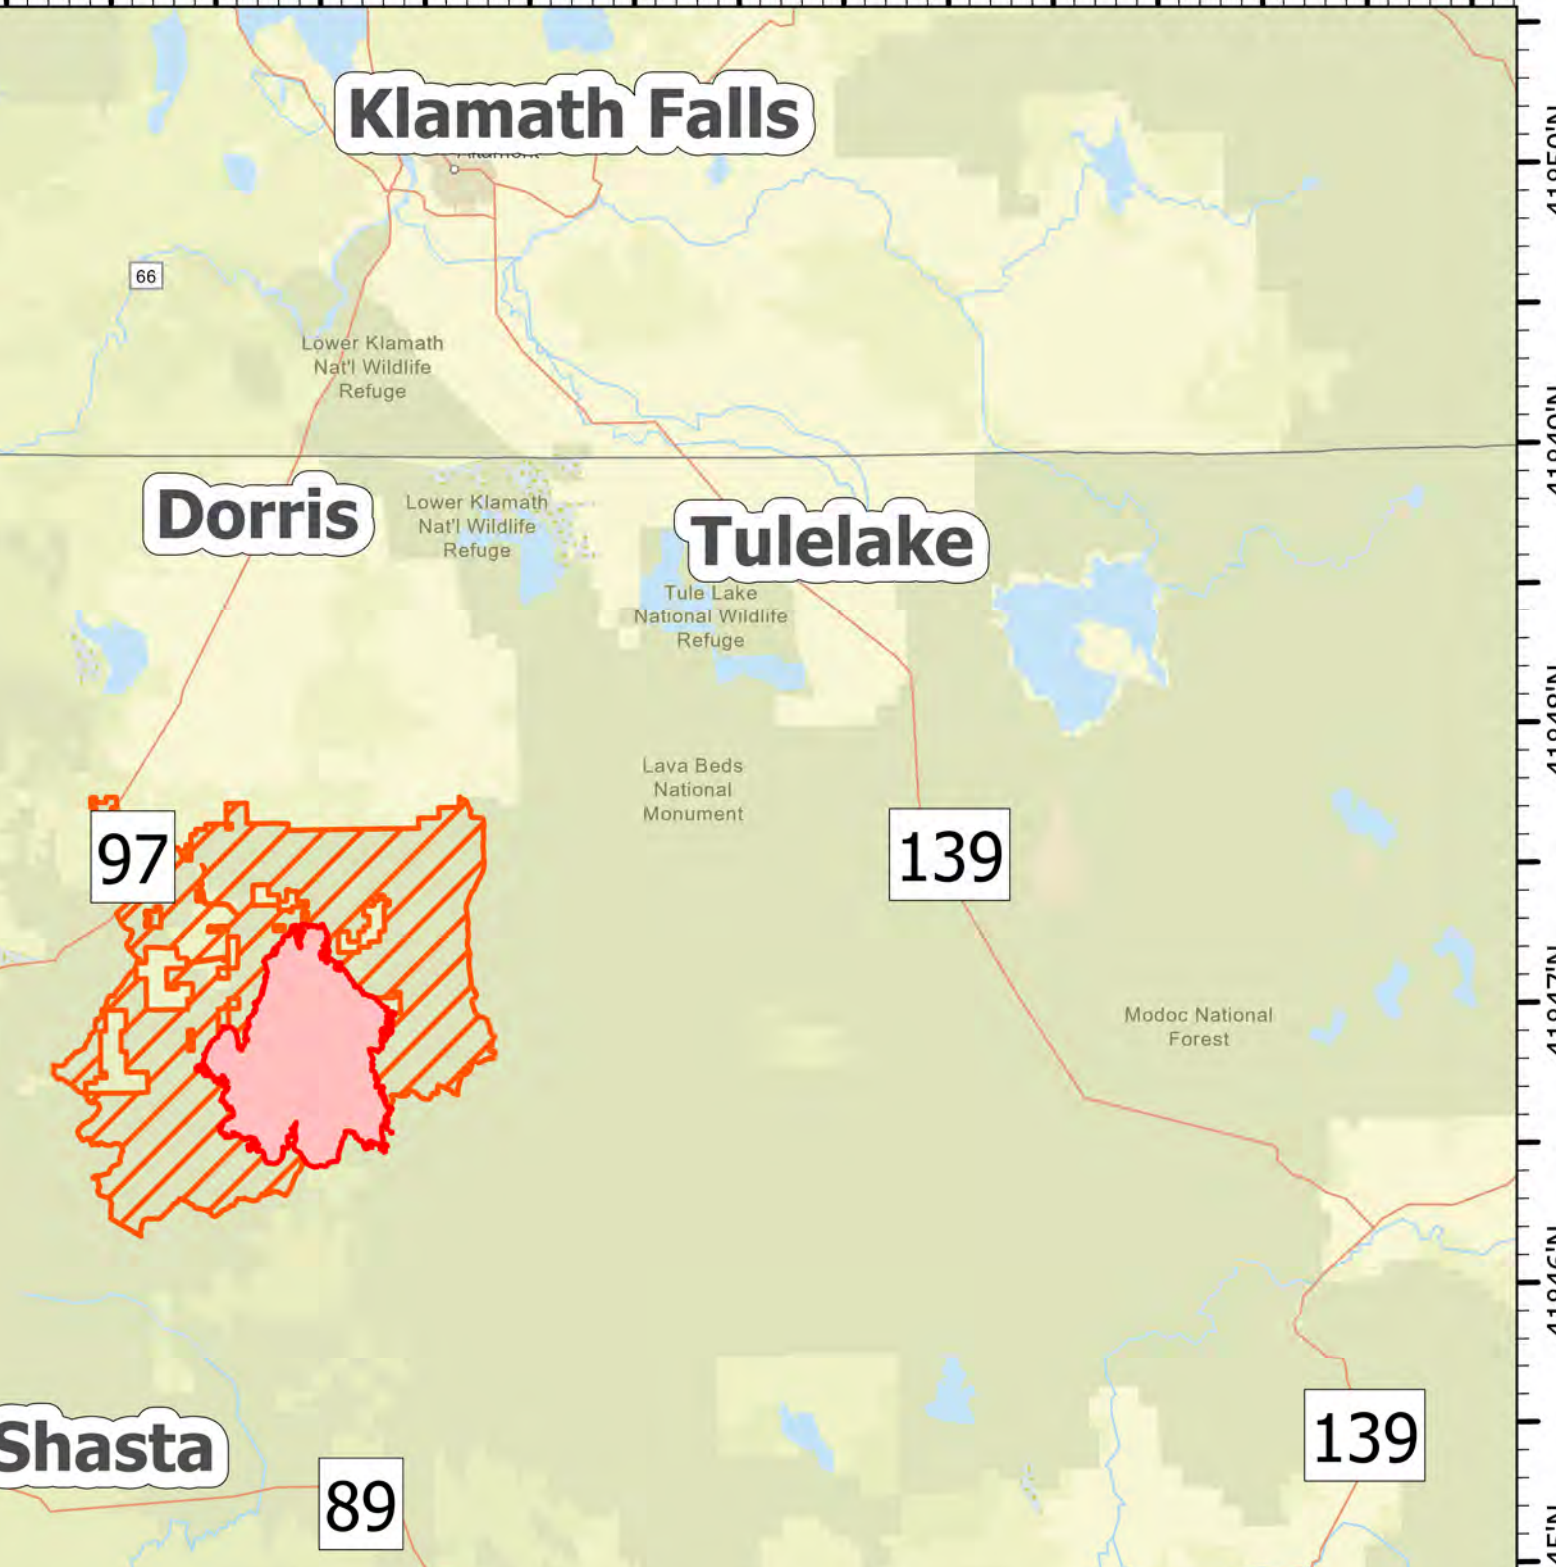 Klamath Falls
66
Lower Klamath
Nat'l Wildlife
Refuge
Dorris
Lower Klamath
Nat'l Wildlife
Refuge
Tulelake
Tule Lake
National Wildlife
Refuge
Lava Beds
National
Monument
97
139
Modoc National
Forest
Shasta
89
139